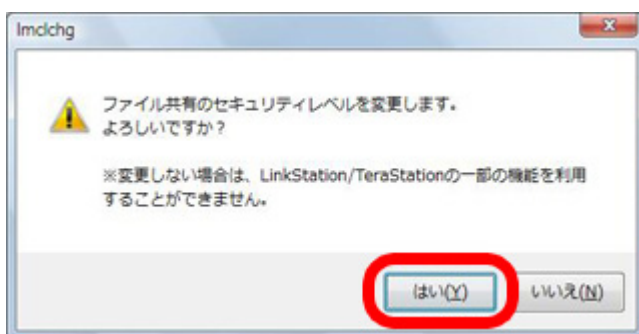 lmclchg
ファイル共有のセキュリティレベルを変更します。
よろしいですか？
※変更しない場合は、LinkStation/TeraStationの一部の機能を利用
することができません。
はい(Y) いいえ(N)